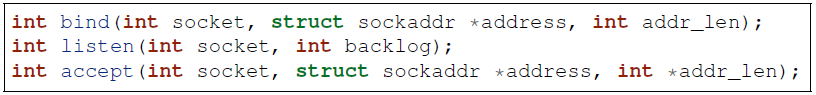 int bind(int socket, struct sockaddr *address, int addr_len);
int listen(int socket, int backlog);
int accept(int socket, struct sockaddr *address, int *addr_len);